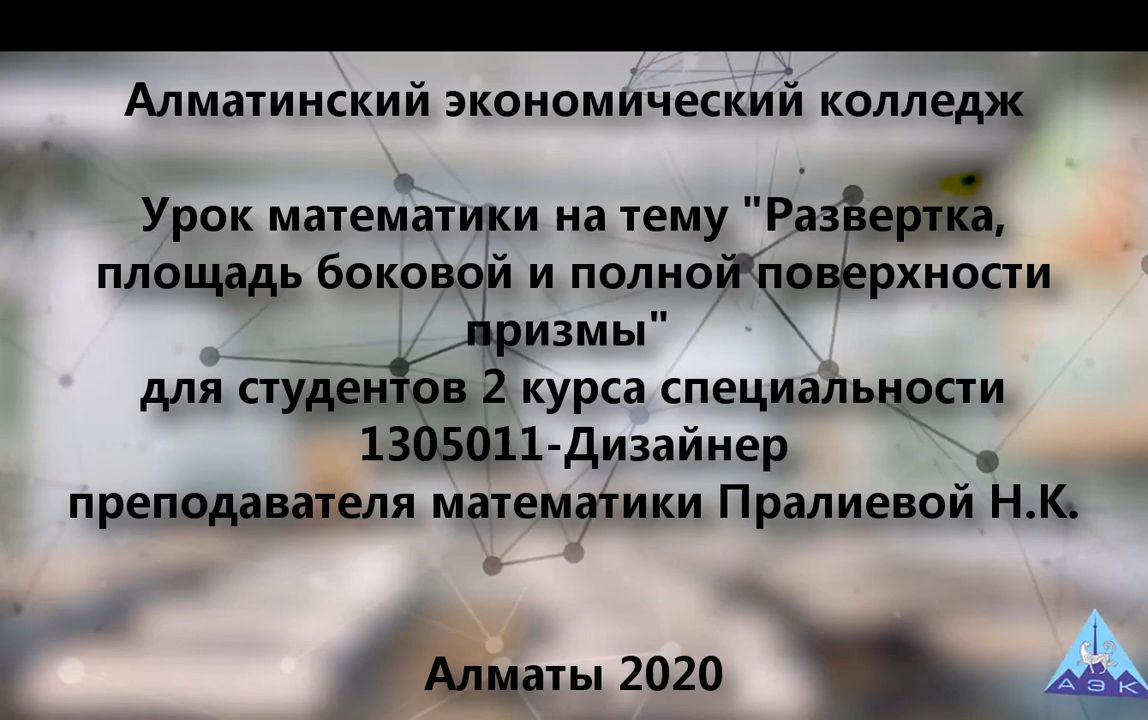 Алматинский экономический колледж
Урок математики на тему "Развертка,
площадь боковой и полной поверхности
призмы"
для студентов 2 курса специальности
1305011-Дизайнер
преподавателя математики Пралиевой Н.К.
Алматы 2020
АЭК